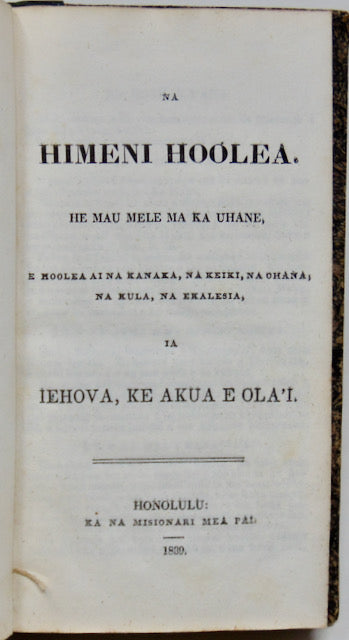 NA
HIMENI HOOLEA.
HE MAU MELE MA KA UHANE,
E HOOLEA AI NA KANAKA, NA KEIKI, NA OHANA,
NA KULA, NA EKALESIA,
IA
IEHOVA, KE AKUA E OLA'I.
HONOLULU:
KA NA MISIONARI MEA PAI.
1839.